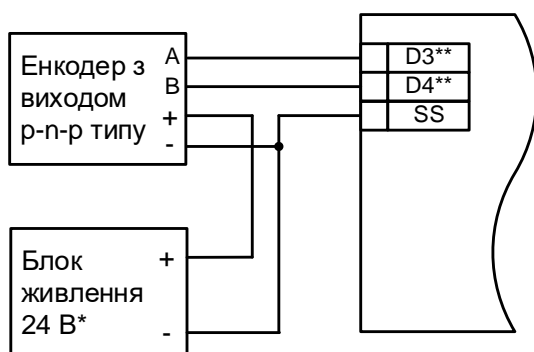 Енкодер з
виходом
p-n-p типу
A
B
+
-
D3**
D4**
SS
Блок
живлення
24 В*
+
-